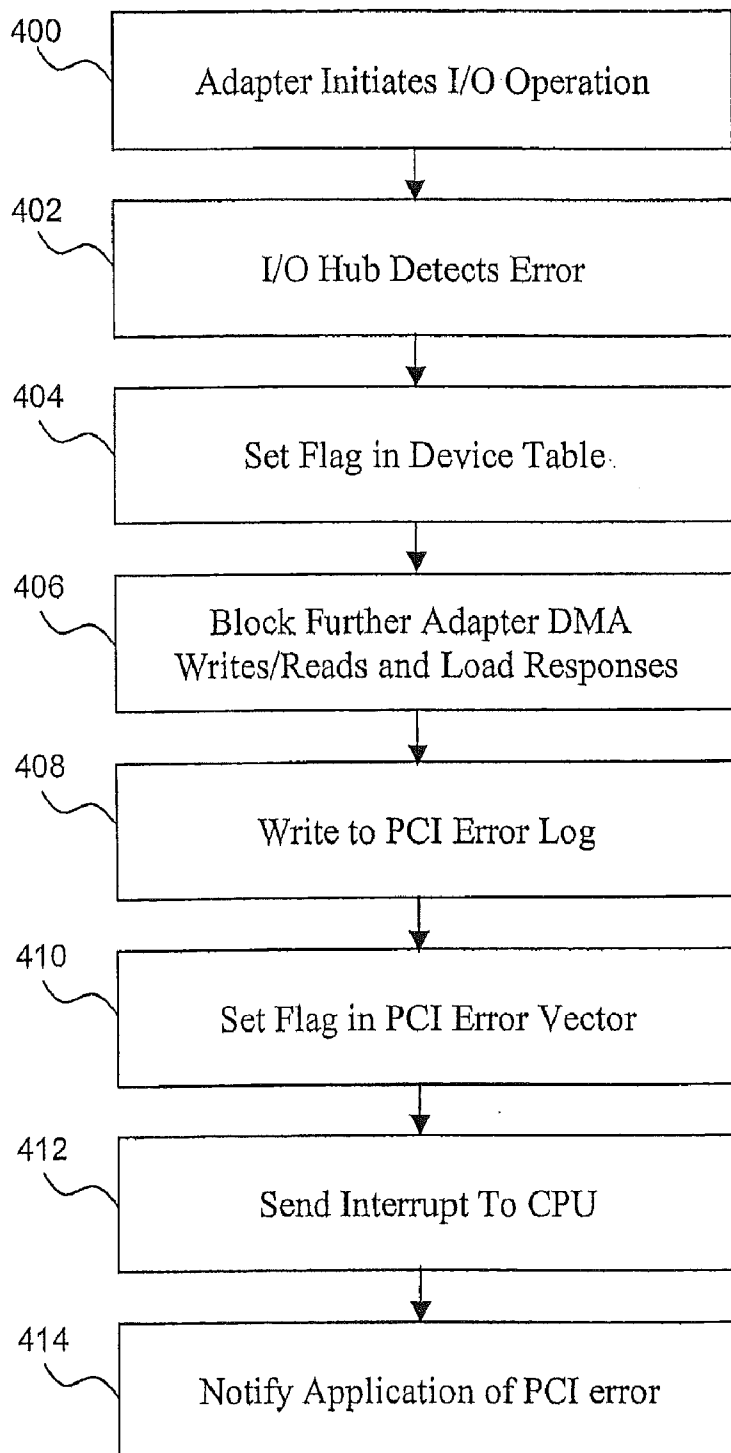 400
Adapter Initiates I/O Operation
402
I/O Hub Detects Error
404
Set Flag in Device Table
406
Block Further Adapter DMA
Writes/Reads and Load Responses
408
Write to PCI Error Log
410
Set Flag in PCI Error Vector
412
Send Interrupt To CPU
414
Notify Application of PCI error